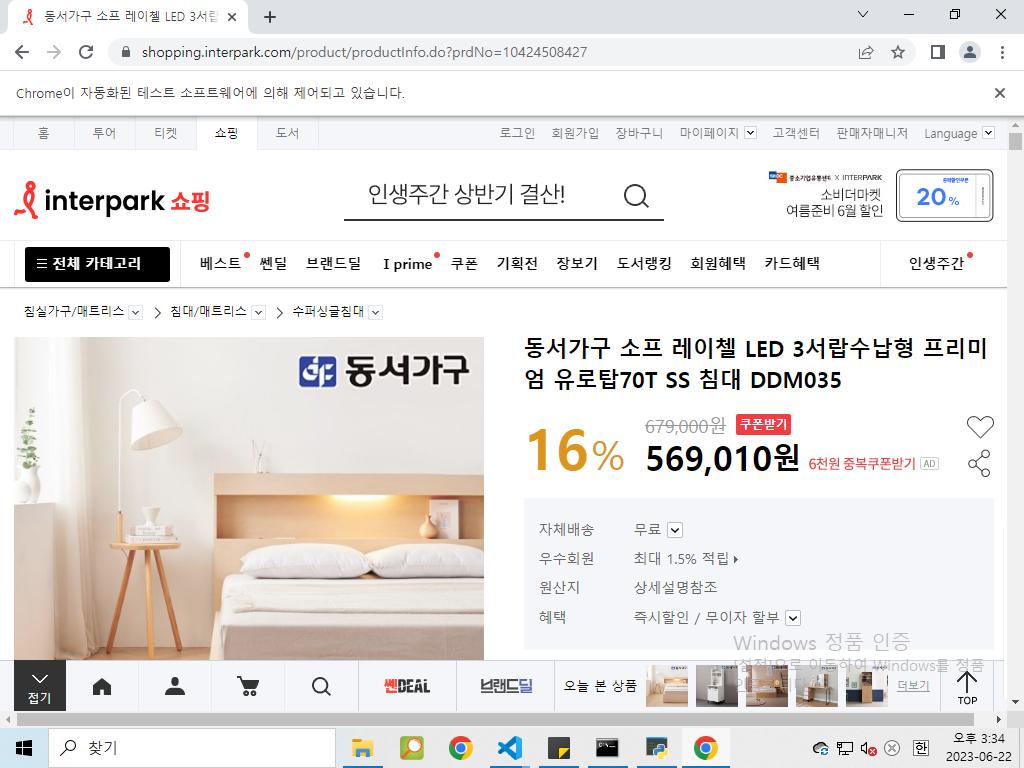 동서가구 소프 레이첼 LED 3서랍
shopping.interpark.com/product/productInfo.do?prdNo=10424508427
Chrome이 자동화된 테스트 소프트웨어에 의해 제어되고 있습니다.
홈 투어 티켓 쇼핑 도서 로그인 회원가입 장바구니 마이페이지 고객센터 판매자매니저 Language
interpark 쇼핑 인생주간 상반기 결산!
중소기업유통센터 X INTERPARK
소비더마켓
여름준비 6월 할인
20%
전체 카테고리 베스트 쎈딜 브랜드딜 I prime 쿠폰 기획전 장보기 도서랭킹 회원혜택 카드혜택 인생주간
침실가구/매트리스 침대/매트리스 수퍼싱글침대
동서가구
동서가구 소프 레이첼 LED 3서랍수납형 프리미
엄 유로탑70T SS 침대 DDM035
16%
679,000원 쿠폰받기
569,010원 6천원 중복쿠폰받기 AD
자체배송 무료
우수회원 최대 1.5% 적립
원산지 상세설명참조
혜택 즉시할인 / 무이자 할부
Windows 정품 인증
[설정]으로 이동하여 Windows를 정품
접기 쎈DEAL 브랜드딜 오늘 본 상품 더보기 TOP
찾기
한
오후 3:34
2023-06-22